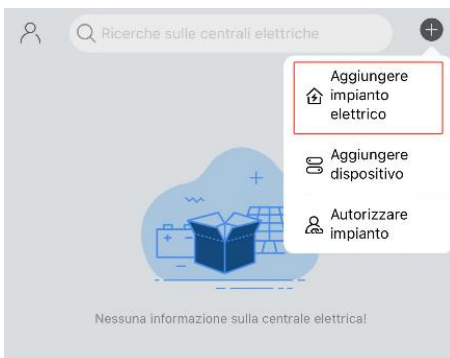 Ricerche sulle centrali elettriche
Aggiungere
impianto
elettrico
Aggiungere
dispositivo
Autorizzare
impianto
Nessuna informazione sulla centrale elettrica!